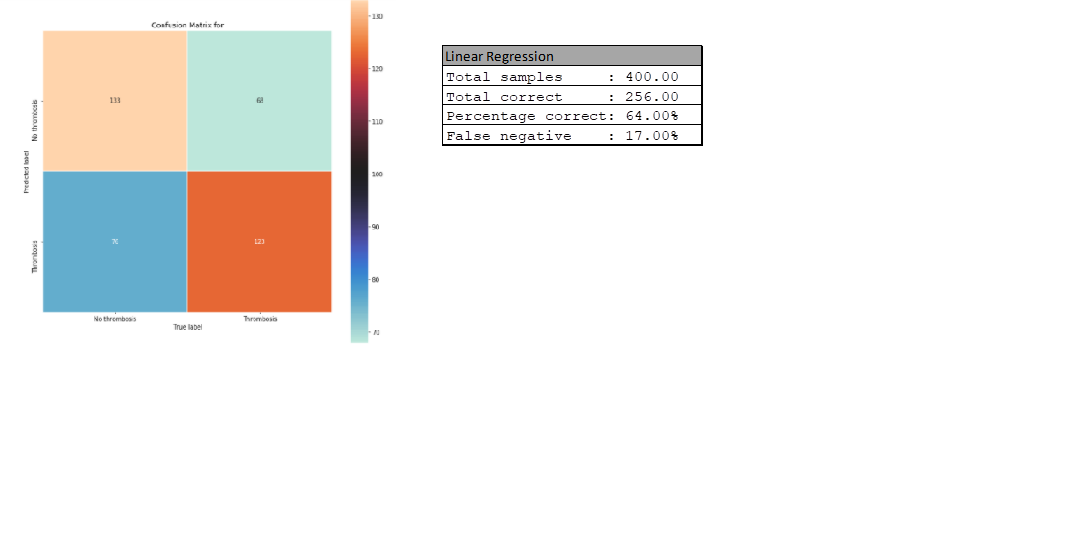 Confusion Matrix for
130
120
110
100
90
80
70
No thrombosis
Thrombosis
Predicted label
133
68
76
123
No thrombosis
Thrombosis
True label
Linear Regression
Total samples : 400.00
Total correct : 256.00
Percentage correct: 64.00%
False negative : 17.00%